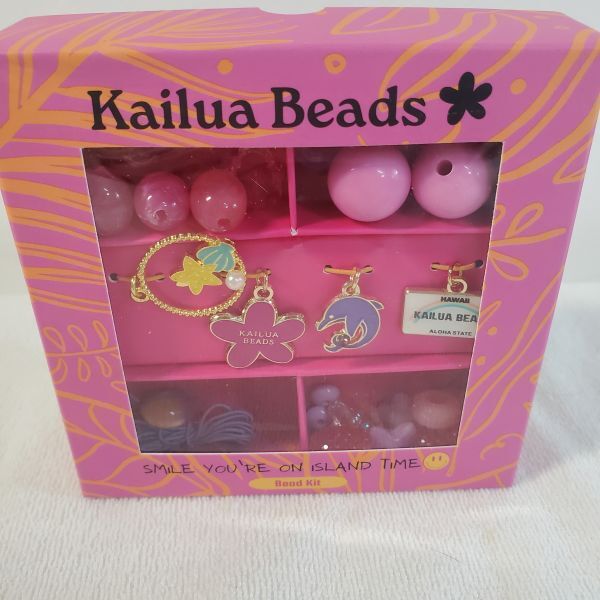 Kailua Beads
KAILUA
BEADS
HAWAII
KAILUA BEA
ALOHA STATE
SMILE YOU'RE ON ISLAND TIME
Bead Kit